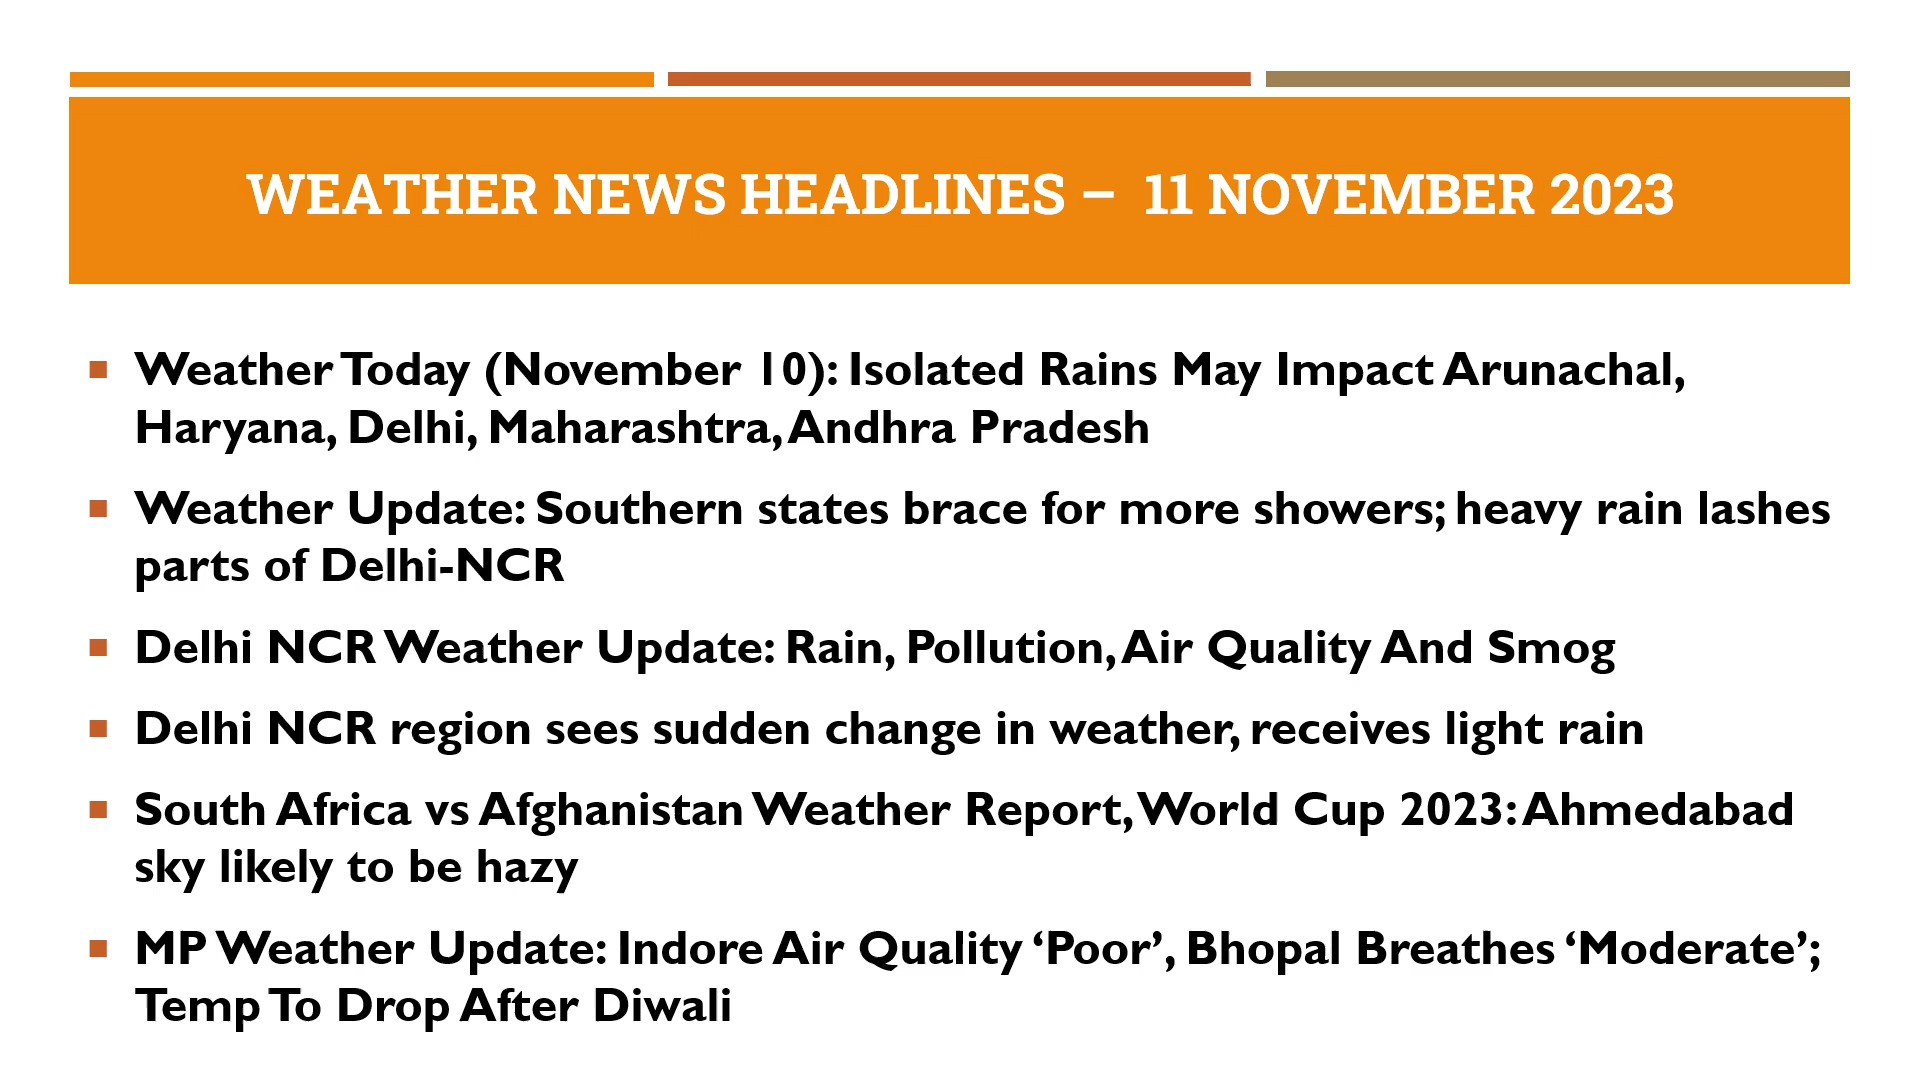 WEATHER NEWS HEADLINES – 11 NOVEMBER 2023
Weather Today (November 10): Isolated Rains May Impact Arunachal,
Haryana, Delhi, Maharashtra, Andhra Pradesh
Weather Update: Southern states brace for more showers; heavy rain lashes
parts of Delhi-NCR
Delhi NCR Weather Update: Rain, Pollution, Air Quality And Smog
Delhi NCR region sees sudden change in weather, receives light rain
South Africa vs Afghanistan Weather Report, World Cup 2023: Ahmedabad
sky likely to be hazy
MP Weather Update: Indore Air Quality ‘Poor’, Bhopal Breathes ‘Moderate’;
Temp To Drop After Diwali